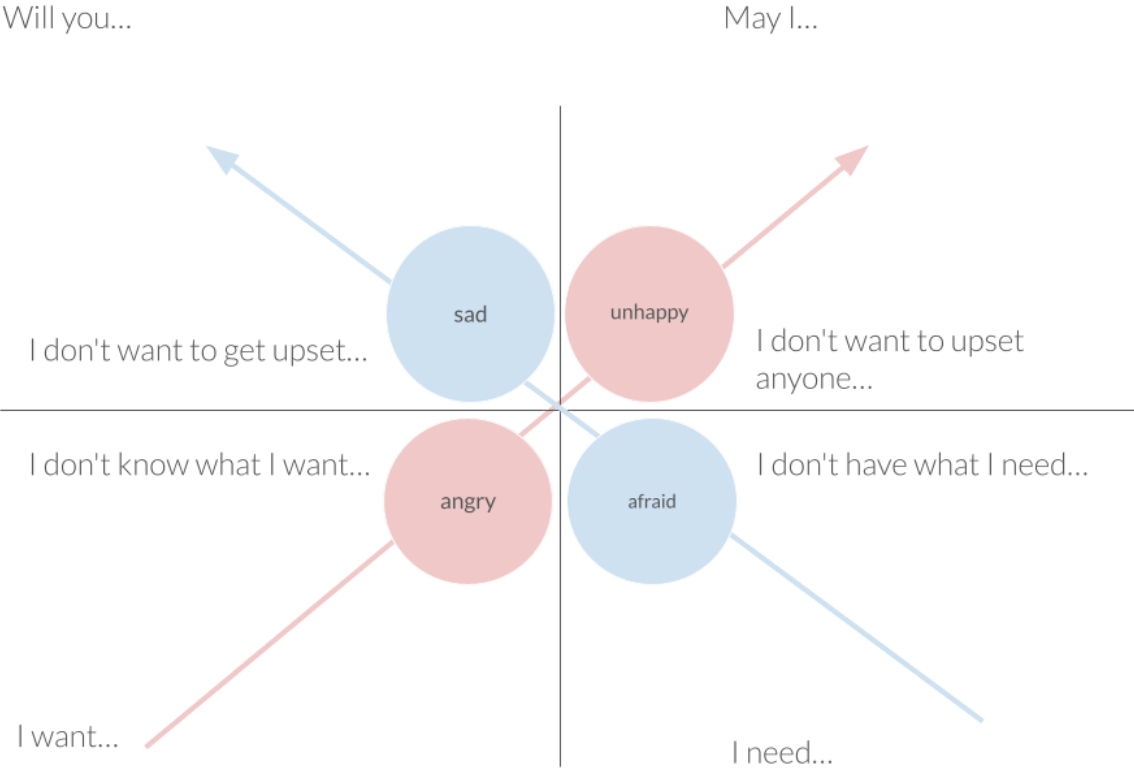 Will you...
May I...
sad
unhappy
I don't want to get upset...
I don't want to upset
anyone...
I don't know what I want...
I don't have what I need...
angry
afraid
I want...
I need...